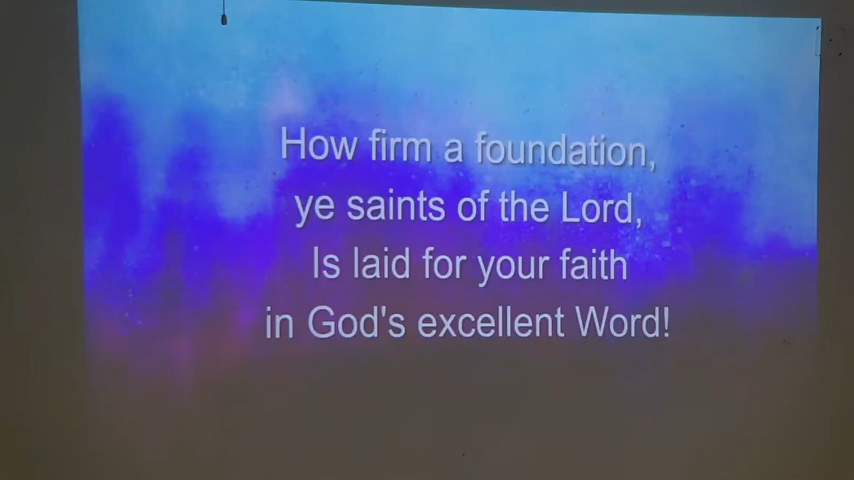 How firm a foundation,
ye saints of the Lord,
Is laid for your faith
in God's excellent Word!